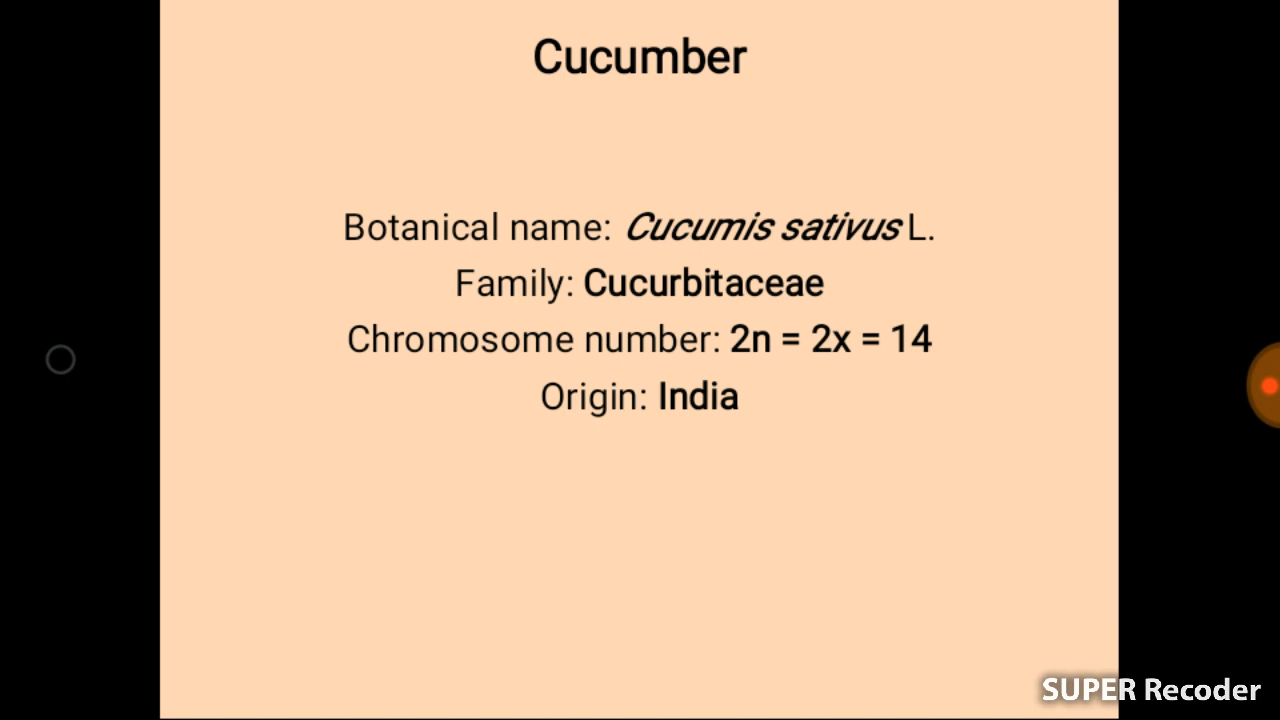 Cucumber
Botanical name: Cucumis sativus L.
Family: Cucurbitaceae
Chromosome number: 2n = 2x = 14
Origin: India
SUPER Recoder